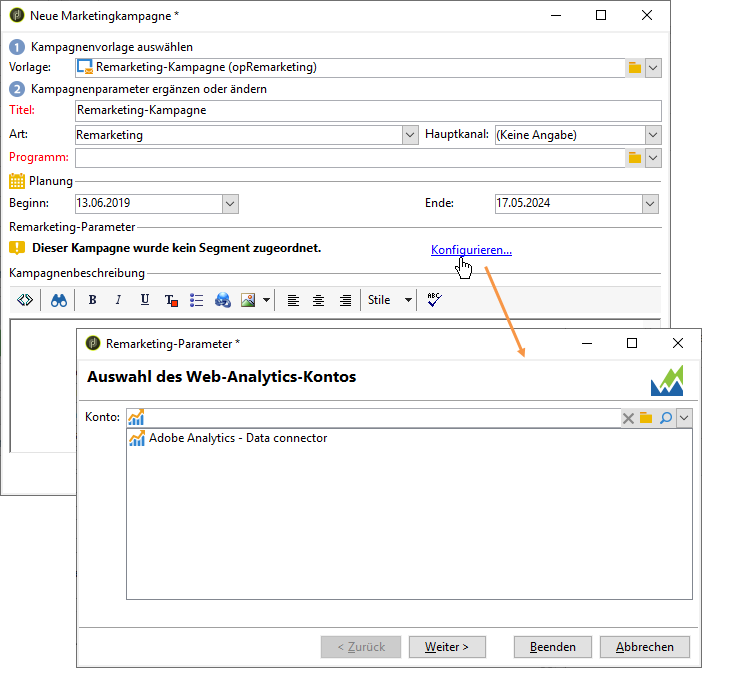 Neue Marketingkampagne *
1 Kampagnenvorlage auswählen
Vorlage: Remarketing-Kampagne (opRemarketing)
2 Kampagnenparameter ergänzen oder ändern
Titel: Remarketing-Kampagne
Art: Remarketing Hauptkanal: (Keine Angabe)
Programm:
Planung
Beginn: 13.06.2019 Ende: 17.05.2024
Remarketing-Parameter
Dieser Kampagne wurde kein Segment zugeordnet. Konfigurieren...
Kampagnenbeschreibung
B I U T Stile ABC
Remarketing-Parameter *
Auswahl des Web-Analytics-Kontos
Konto:
Adobe Analytics - Data connector
< Zurück Weiter > Beenden Abbrechen